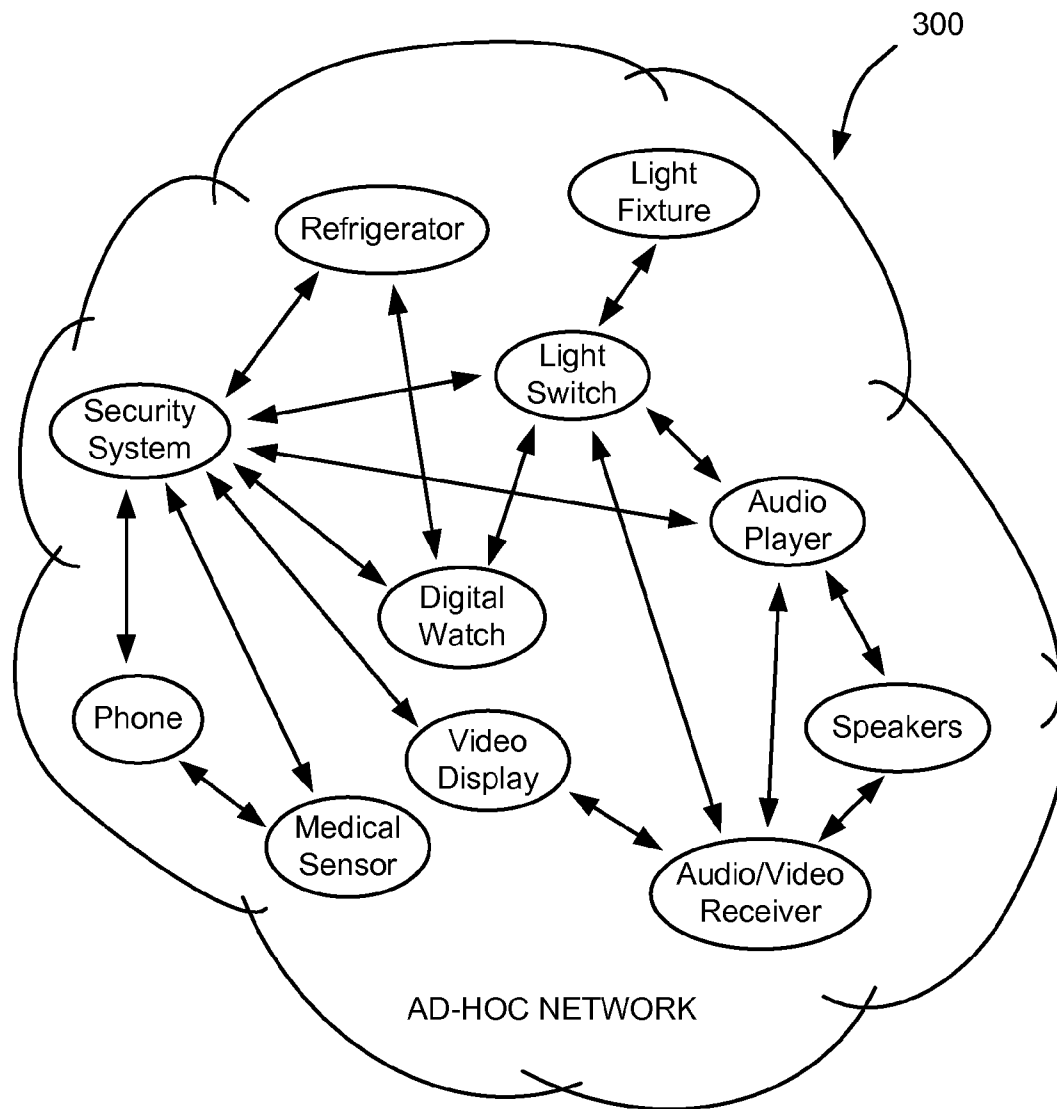 300
Light
Fixture
Refrigerator
Light
Switch
Security
System
Audio
Player
Digital
Watch
Phone
Video
Display
Speakers
Medical
Sensor
Audio/Video
Receiver
AD-HOC NETWORK